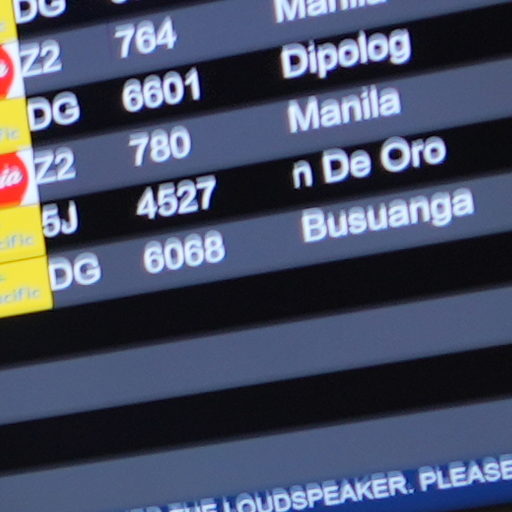 DG
Z2 764 Manila
DG 6601 Dipolog
Z2 780 Manila
5J 4527 n De Oro
DG 6068 Busuanga
THE LOUDSPEAKER. PLEASE